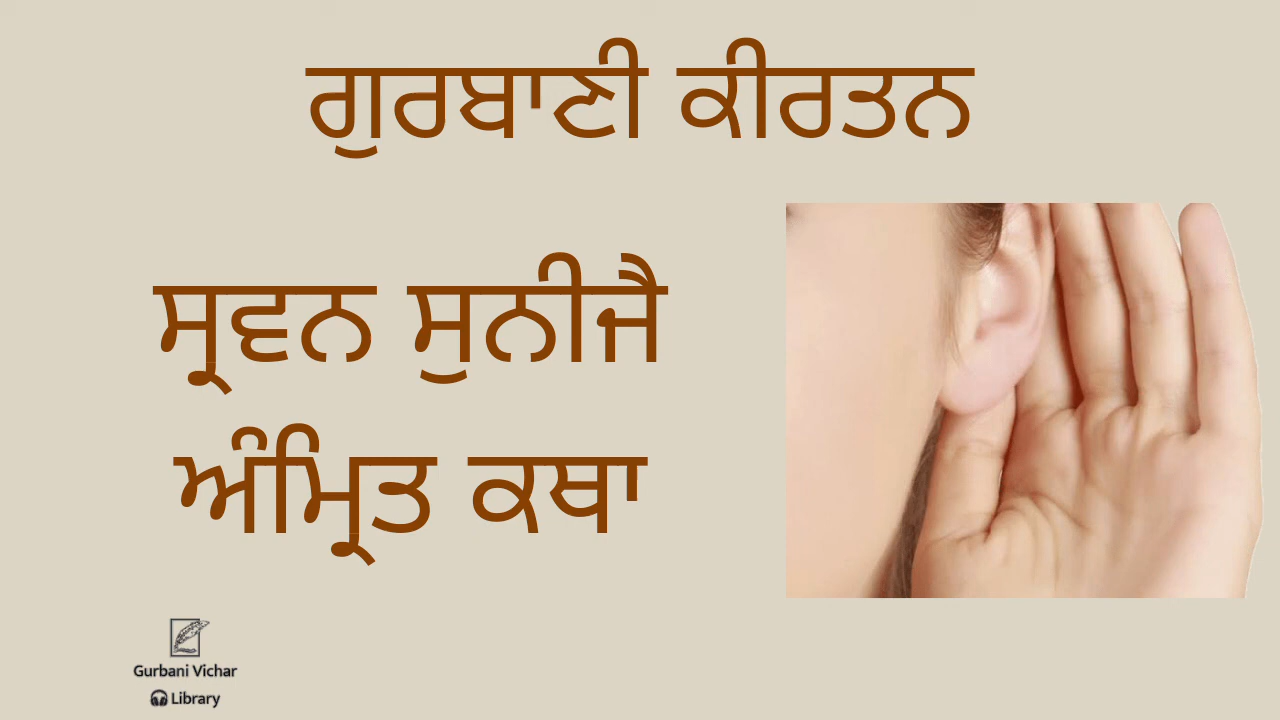 ਗੁਰਬਾਣੀ ਕੀਰਤਨ
ਸ੍ਰਵਨ ਸੁਨੀਜੈ
ਅੰਮ੍ਰਿਤ ਕਥਾ
Gurbani Vichar
Library